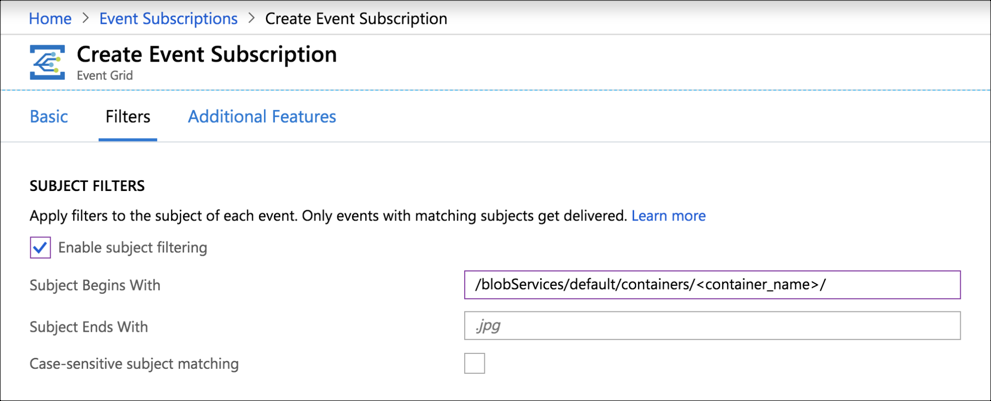 Home > Event Subscriptions > Create Event Subscription
Create Event Subscription
Event Grid
Basic Filters Additional Features
SUBJECT FILTERS
Apply filters to the subject of each event. Only events with matching subjects get delivered. Learn more
Enable subject filtering
Subject Begins With /blobServices/default/containers/<container_name>/
Subject Ends With .jpg
Case-sensitive subject matching